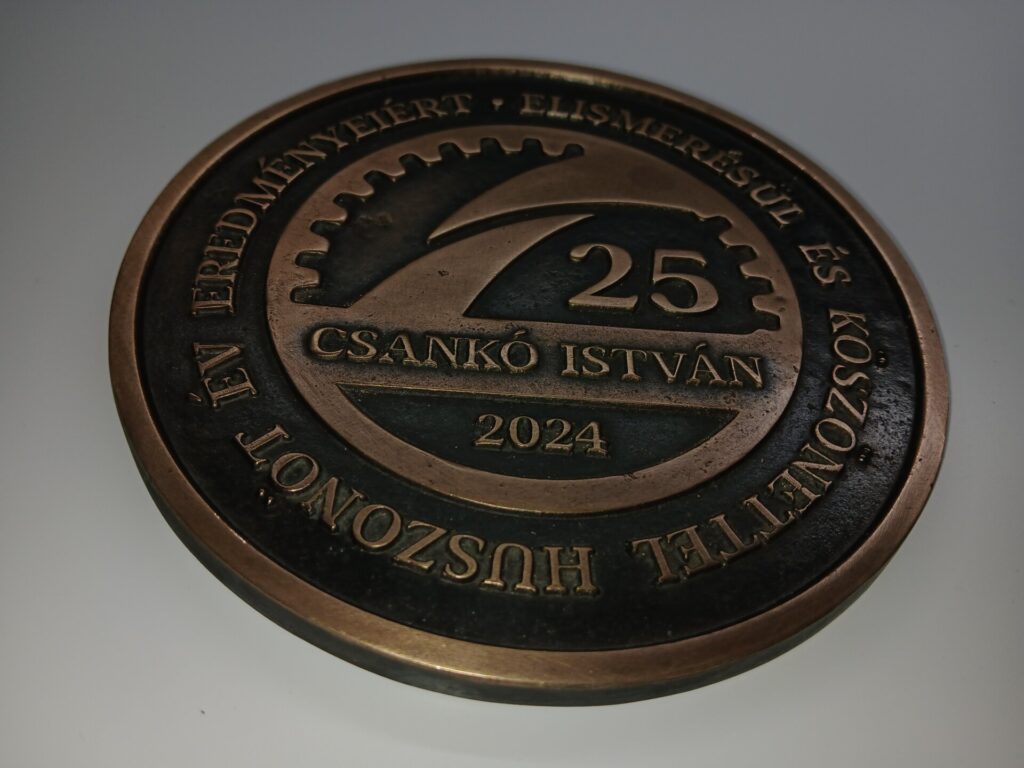 HUSZONÖT ÉV EREDMÉNYEIÉRT • ELISMERÉSÜL ÉS KÖSZÖNETTEL
25
CSANKÓ ISTVÁN
2024